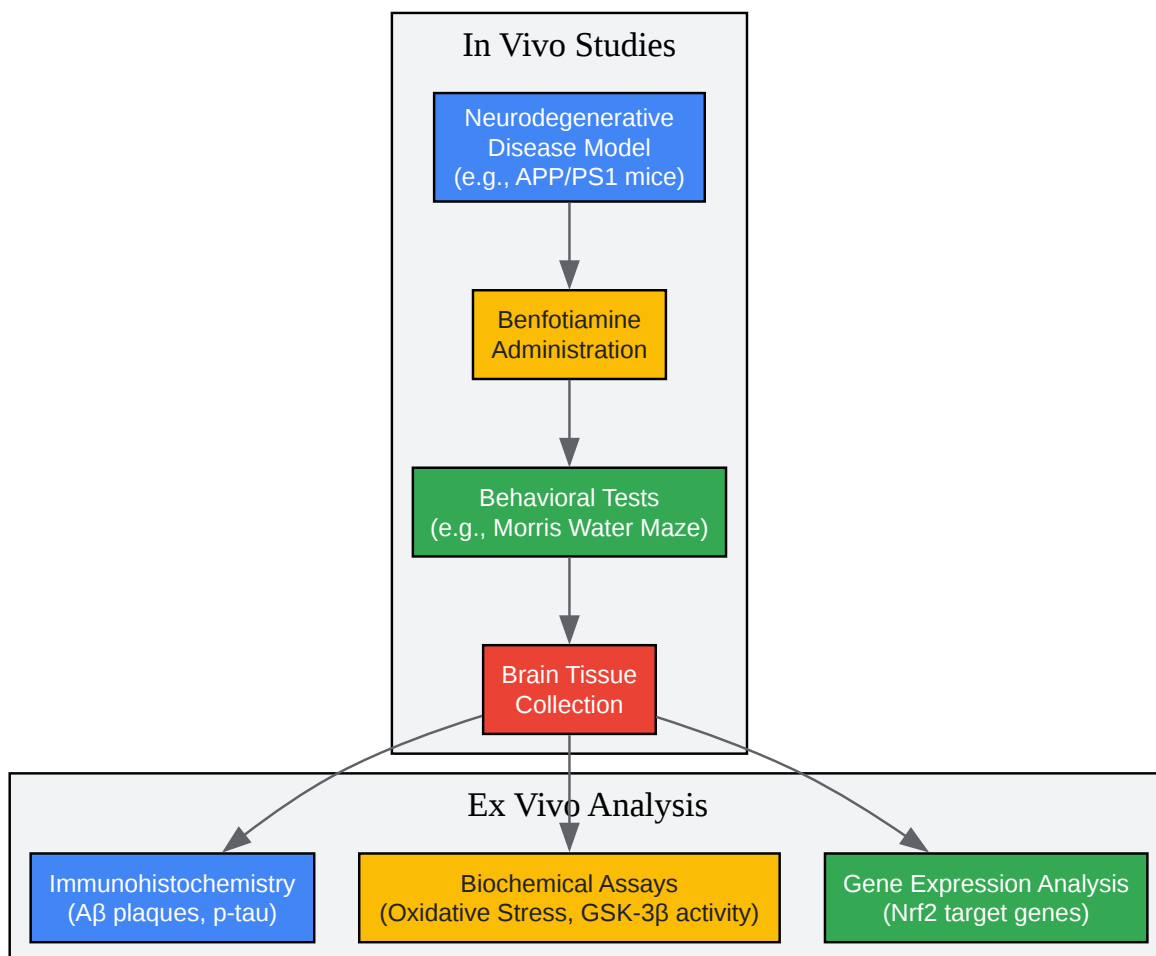 In Vivo Studies
Neurodegenerative
Disease Model
(e.g., APP/PS1 mice)
Benfotiamine
Administration
Behavioral Tests
(e.g., Morris Water Maze)
Brain Tissue
Collection
Ex Vivo Analysis
Immunohistochemistry
(Aβ plaques, p-tau)
Biochemical Assays
(Oxidative Stress, GSK-3β activity)
Gene Expression Analysis
(Nrf2 target genes)